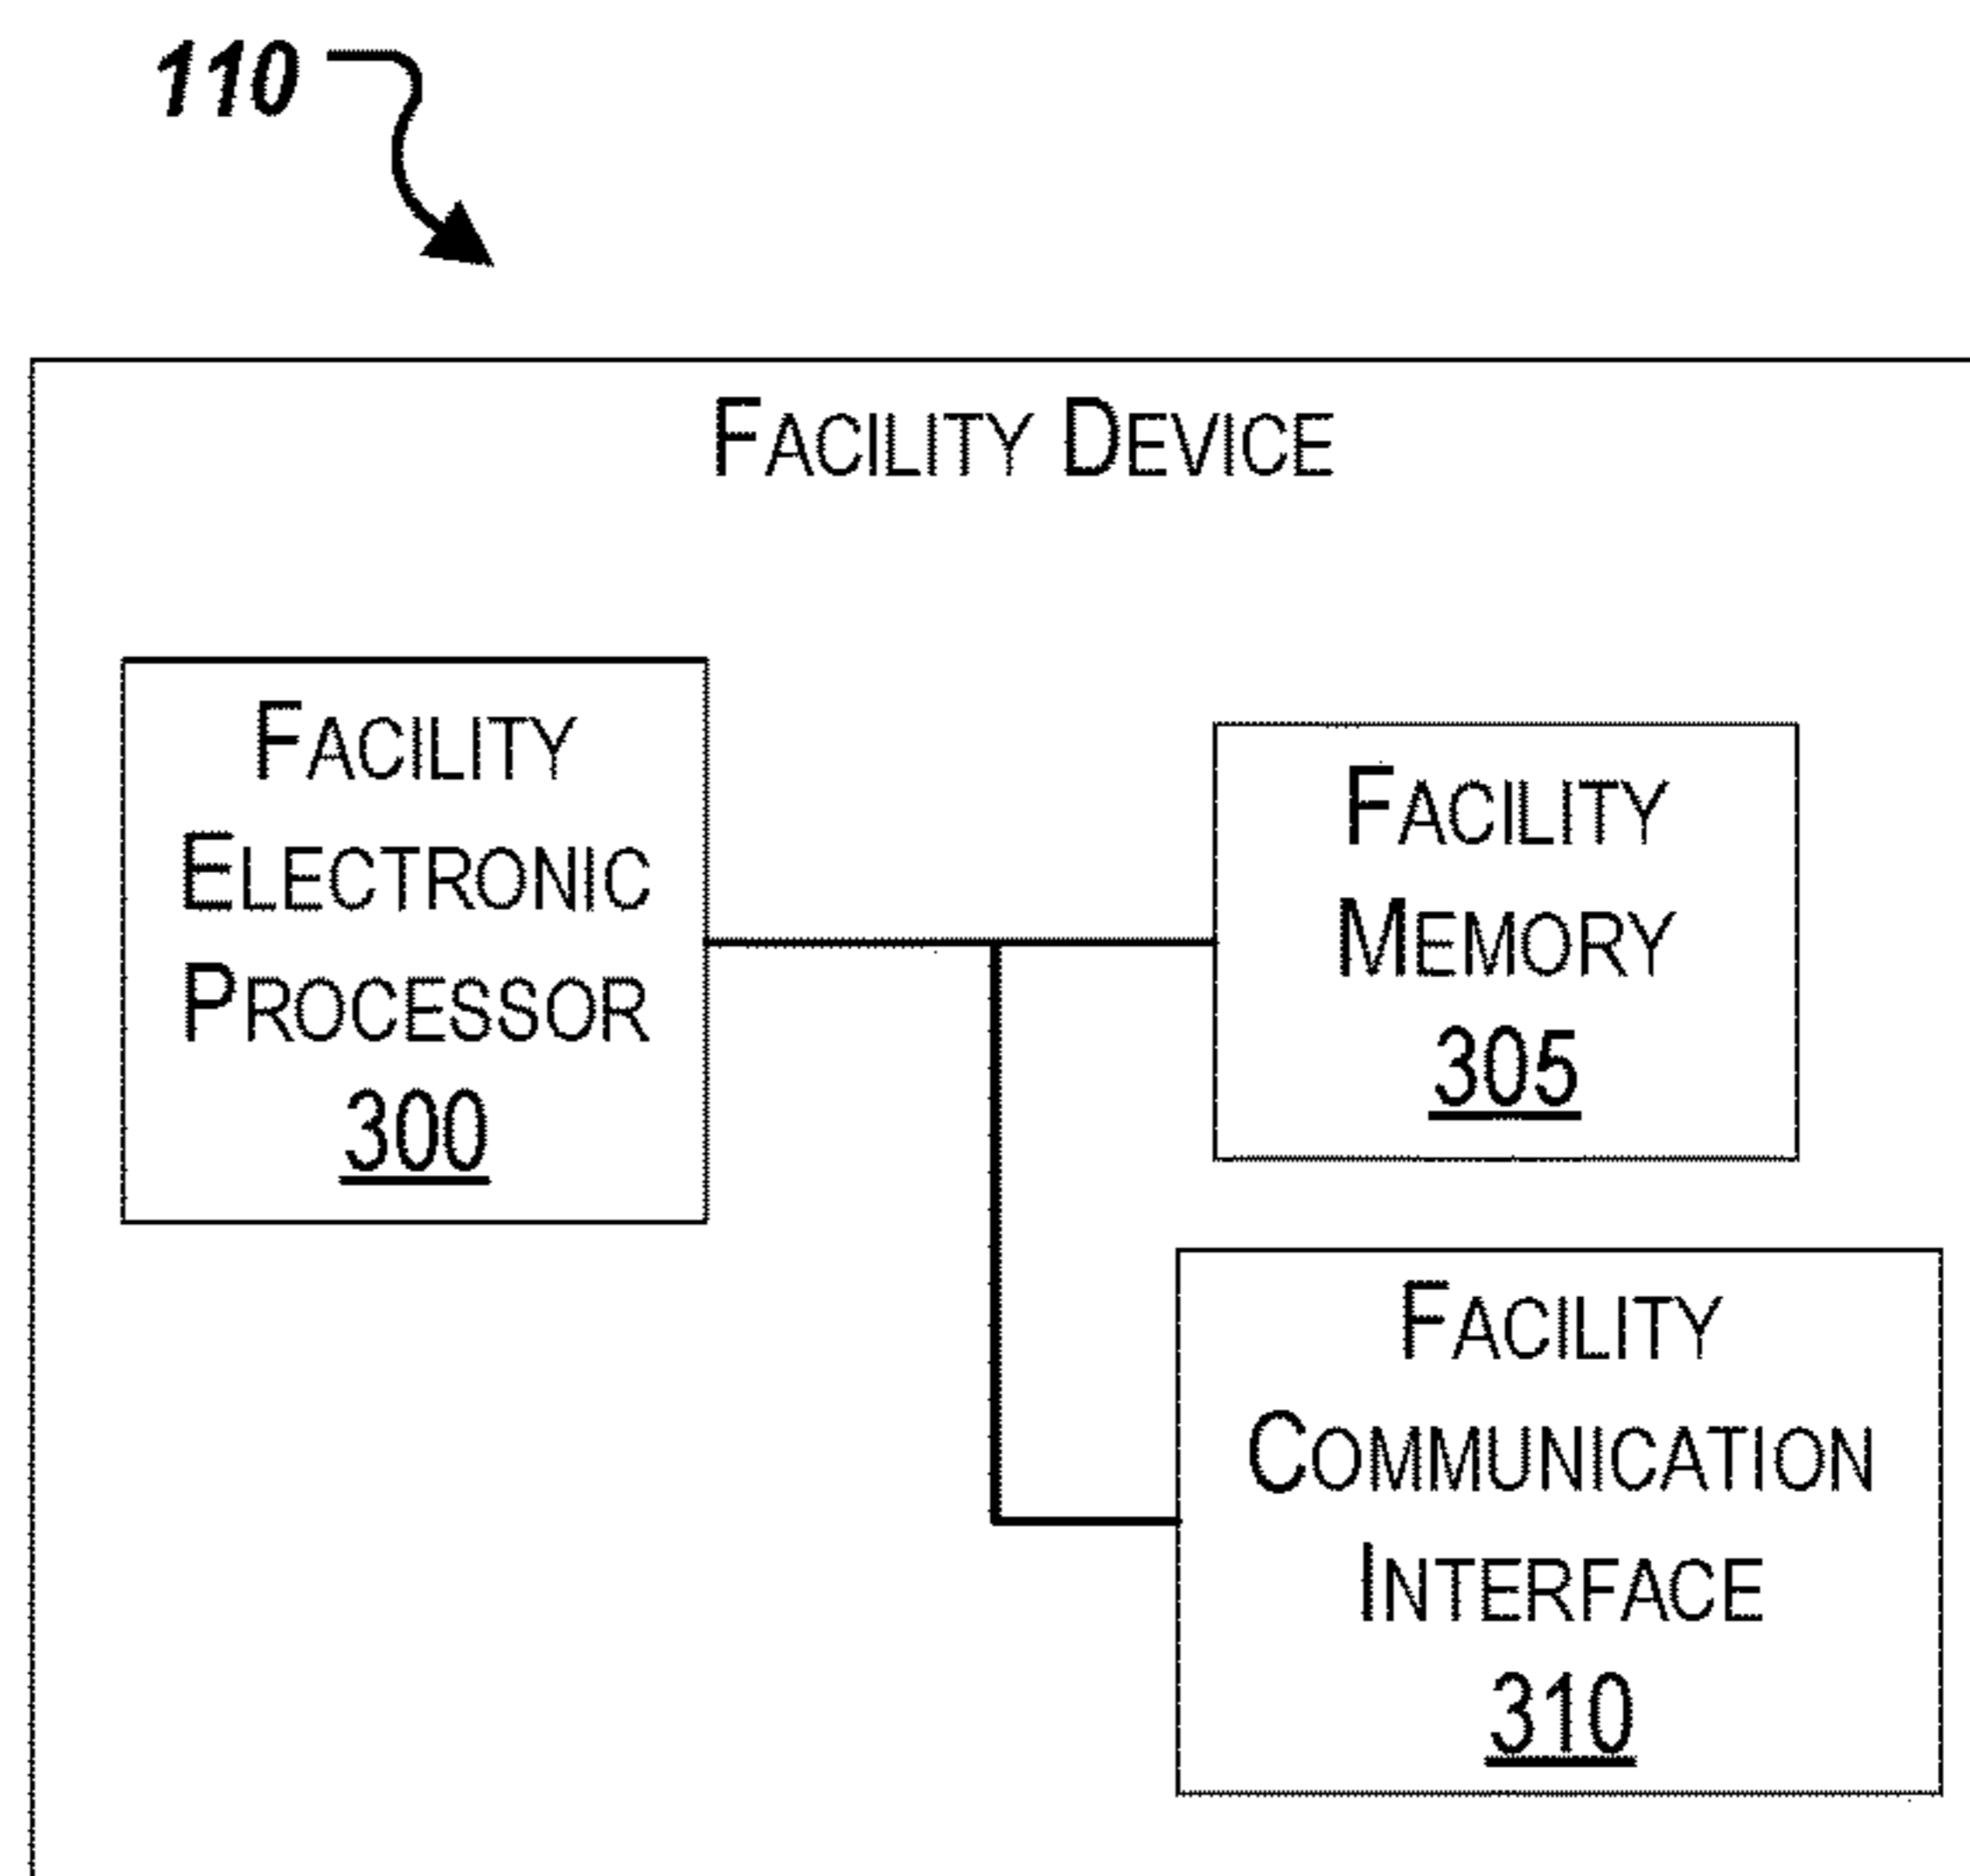 110
FACILITY DEVICE
FACILITY
ELECTRONIC
PROCESSOR
300
FACILITY
MEMORY
305
FACILITY
COMMUNICATION
INTERFACE
310